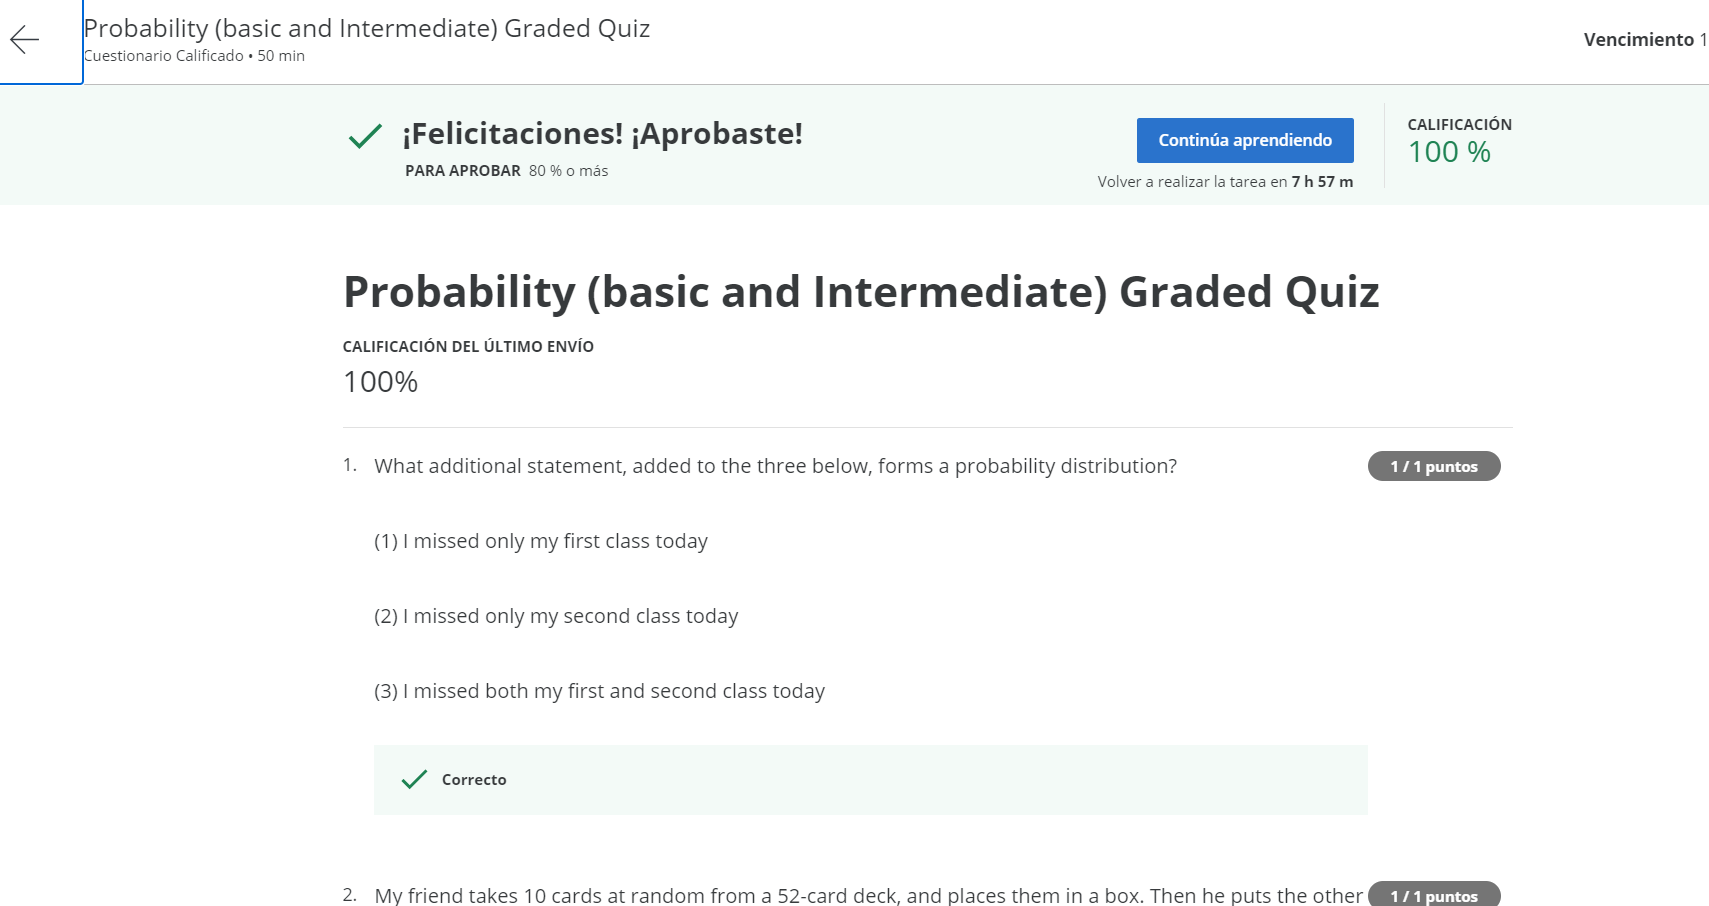 Probability (basic and Intermediate) Graded Quiz
Cuestionario Calificado • 50 min
Vencimiento 1
¡Felicitaciones! ¡Aprobaste!
PARA APROBAR 80 % o más
Continúa aprendiendo
Volver a realizar la tarea en 7 h 57 m
CALIFICACIÓN
100 %
Probability (basic and Intermediate) Graded Quiz
CALIFICACIÓN DEL ÚLTIMO ENVÍO
100%
1. What additional statement, added to the three below, forms a probability distribution?
1 / 1 puntos
(1) I missed only my first class today
(2) I missed only my second class today
(3) I missed both my first and second class today
Correcto
2. My friend takes 10 cards at random from a 52-card deck, and places them in a box. Then he puts the other
1 / 1 puntos